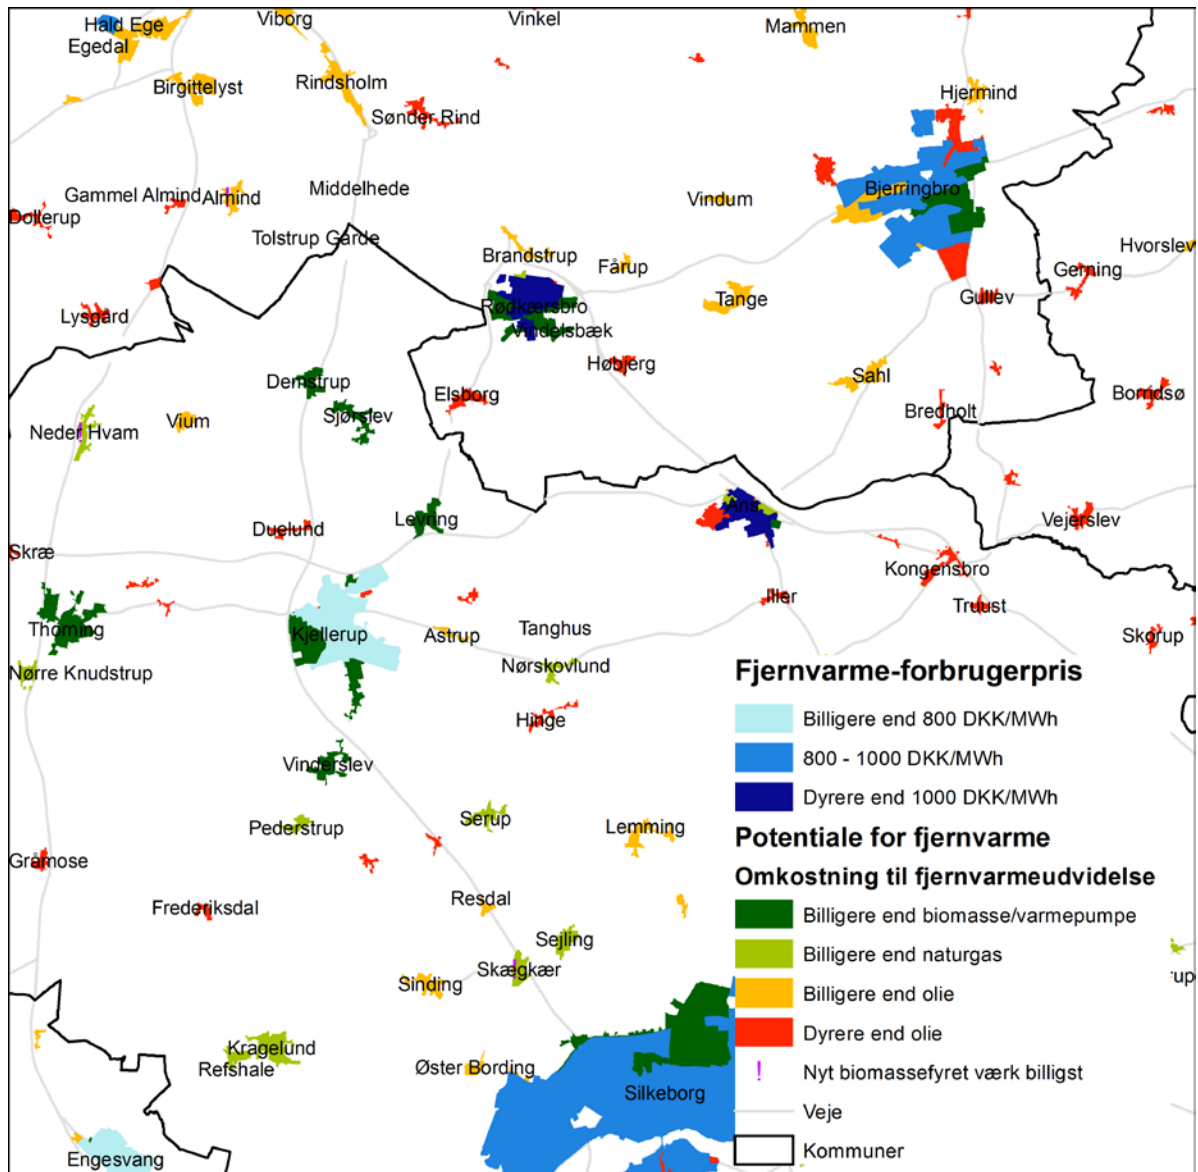 Hald Ege
Viborg
Vinkel
Mammen
Egedal
Birgittelyst
Rindsholm
Hjermind
Sønder Rind
Gammel Almind
Almind
Middelhede
Vindum
Bjerringbro
Dollerup
Tolstrup Gårde
Brandstrup
Fårup
Hvorslev
Gerning
Lysgård
Rødkærsbro
Tange
Gullev
Vindelsbæk
Højbjerg
Demstrup
Sahl
Elsborg
Borridsø
Sjørslev
Bredholt
Neder Hvam
Vium
Ans
Levring
Vejerslev
Duelund
Skræ
Kongensbro
Iller
Truust
Thorning
Kjellerup
Astrup
Tanghus
Skorup
Nørre Knudstrup
Nørskovlund
Hinge
Vinderslev
Pederstrup
Serup
Lemming
Gråmose
Frederiksdal
Resdal
Sejling
Skægkær
Sinding
Kragelund
Refshale
Øster Bording
Silkeborg
Engesvang
Fjernvarme-forbrugerpris
Billigere end 800 DKK/MWh
800 - 1000 DKK/MWh
Dyrere end 1000 DKK/MWh
Potentiale for fjernvarme
Omkostning til fjernvarmeudvidelse
Billigere end biomasse/varmepumpe
Billigere end naturgas
Billigere end olie
Dyrere end olie
! Nyt biomassefyret værk billigst
Veje
Kommuner